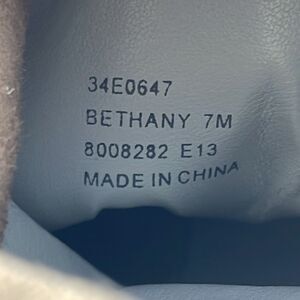 34E0647
BETHANY 7M
8008282 E13
MADE IN CHINA